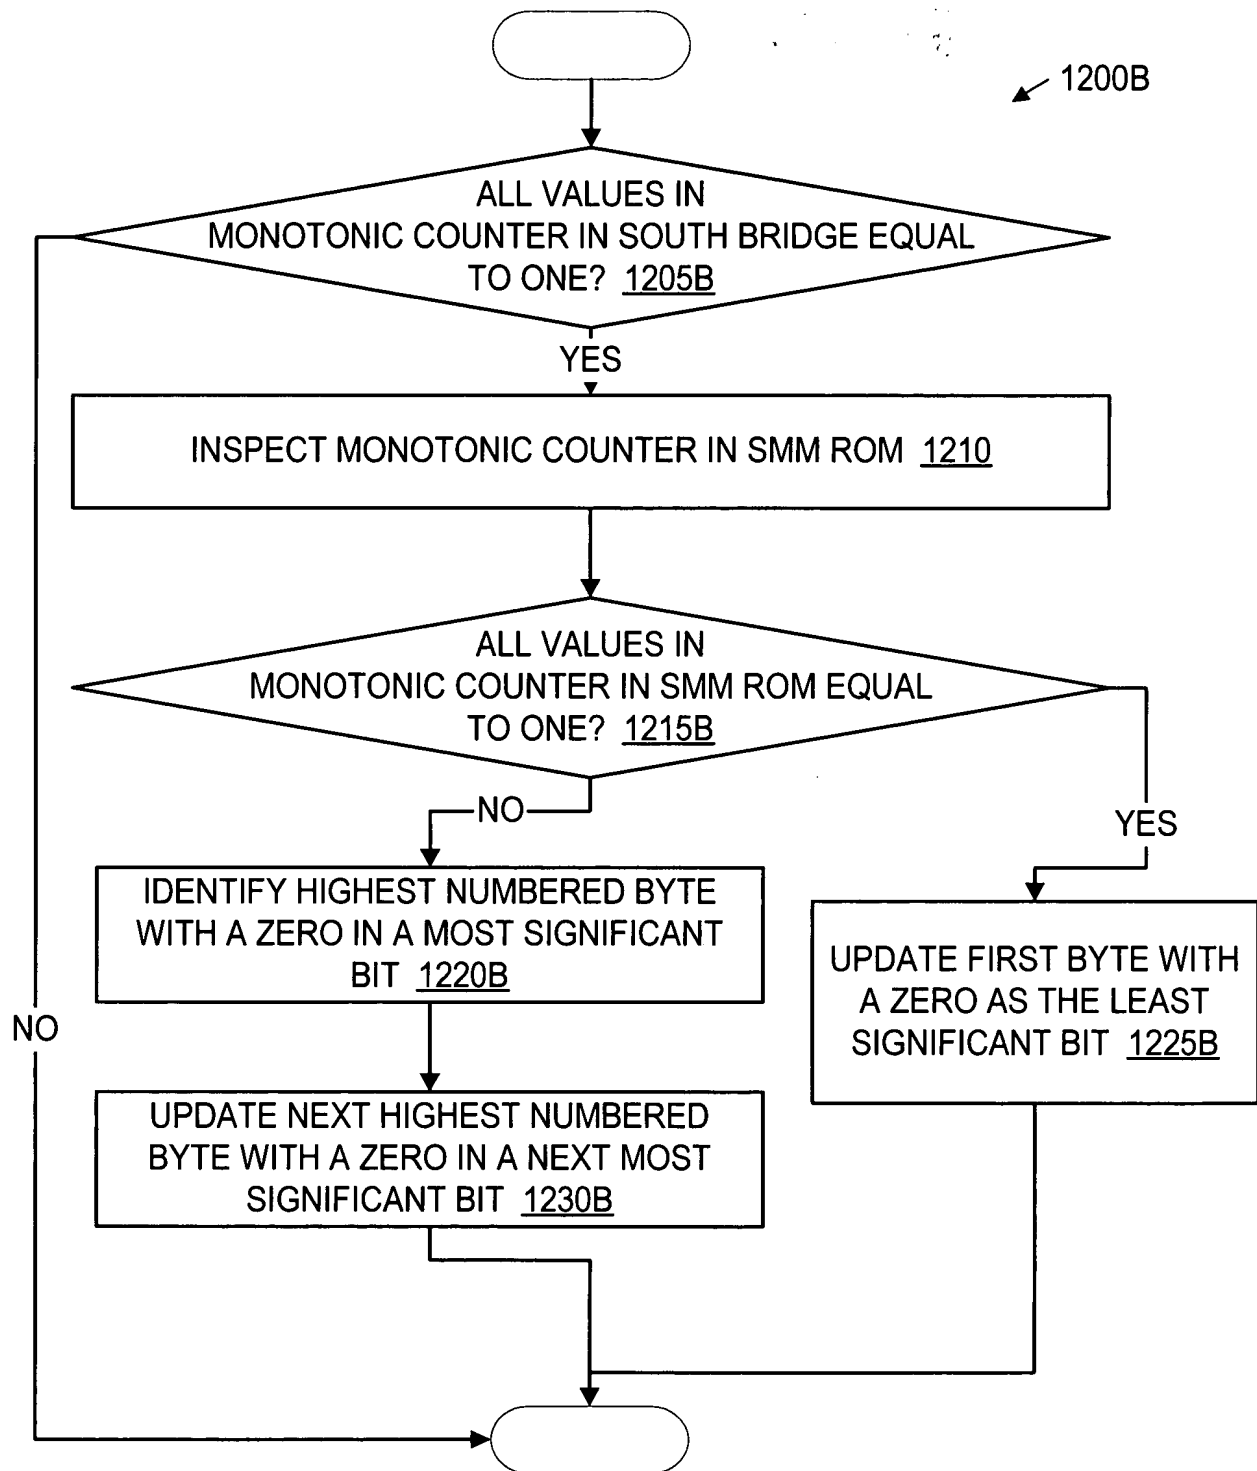 1200B
ALL VALUES IN
MONOTONIC COUNTER IN SOUTH BRIDGE EQUAL
TO ONE? 1205B
YES
INSPECT MONOTONIC COUNTER IN SMM ROM 1210
ALL VALUES IN
MONOTONIC COUNTER IN SMM ROM EQUAL
TO ONE? 1215B
NO
YES
IDENTIFY HIGHEST NUMBERED BYTE
WITH A ZERO IN A MOST SIGNIFICANT
BIT 1220B
UPDATE FIRST BYTE WITH
A ZERO AS THE LEAST
SIGNIFICANT BIT 1225B
NO
UPDATE NEXT HIGHEST NUMBERED
BYTE WITH A ZERO IN A NEXT MOST
SIGNIFICANT BIT 1230B